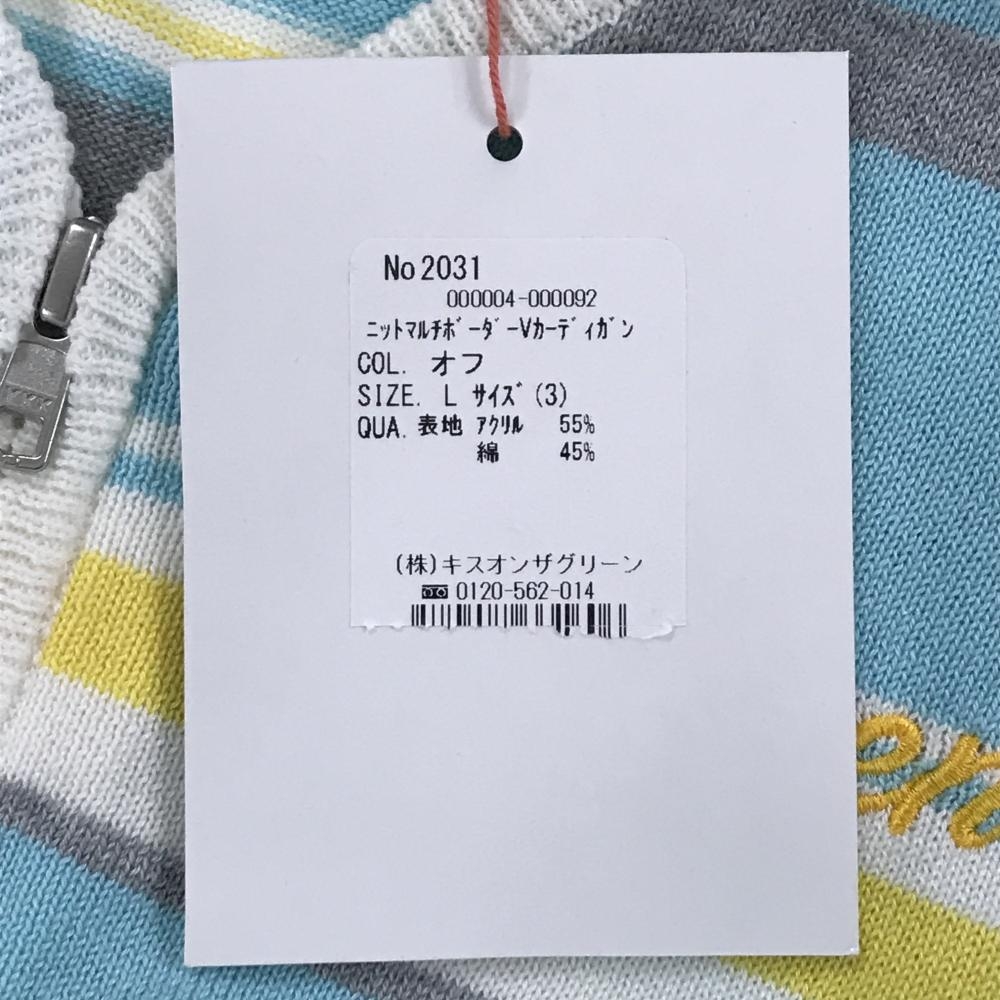 No2031
000004-000092
ﾆｯﾄﾏﾙﾁﾎﾞｰﾀﾞｰVｶｰﾃﾞｨｶﾞﾝ
COL. オフ
SIZE. L ｻｲｽﾞ(3)
QUA. 表地 ｱｸﾘﾙ 55%
綿 45%
(株)キスオンザグリーン
0120-562-014